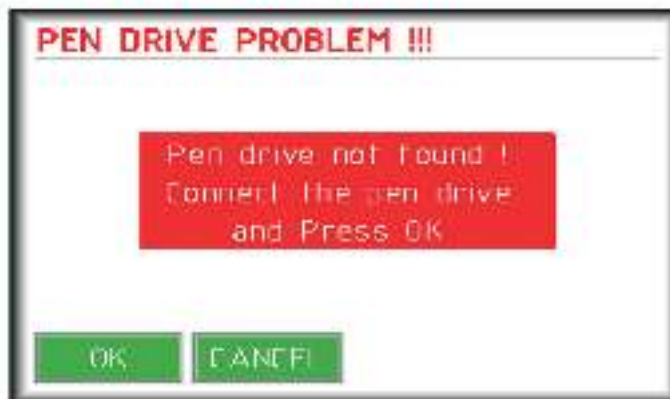 PEN DRIVE PROBLEM !!!
Pen drive not found !
Connect the pen drive
and Press OK
OK
CANCEL